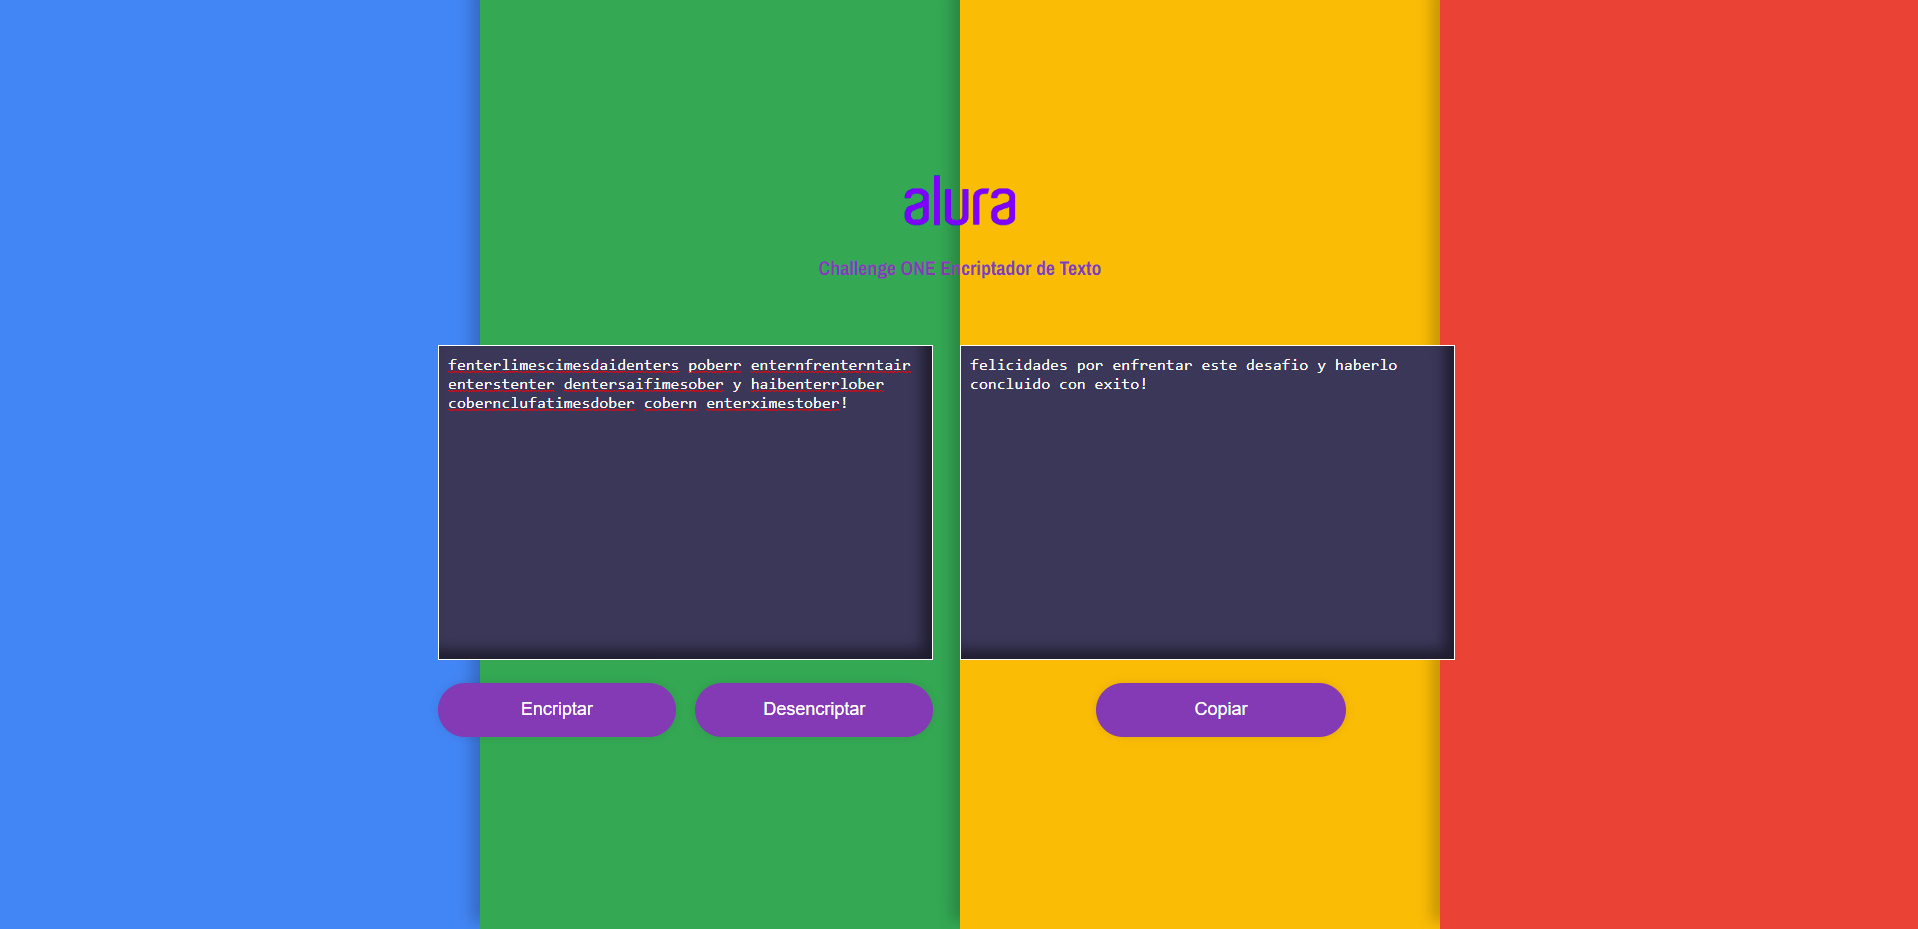 alura
Challenge ONE Encriptador de Texto
fenterlimescimesdaidenters poberr enternfrenterntair
enterstenter dentersaifimesober y haibenterrlober
cobernclufatimesdober cobern enterximestober!
felicidades por enfrentar este desafio y haberlo
concluido con exito!
Encriptar
Desencriptar
Copiar